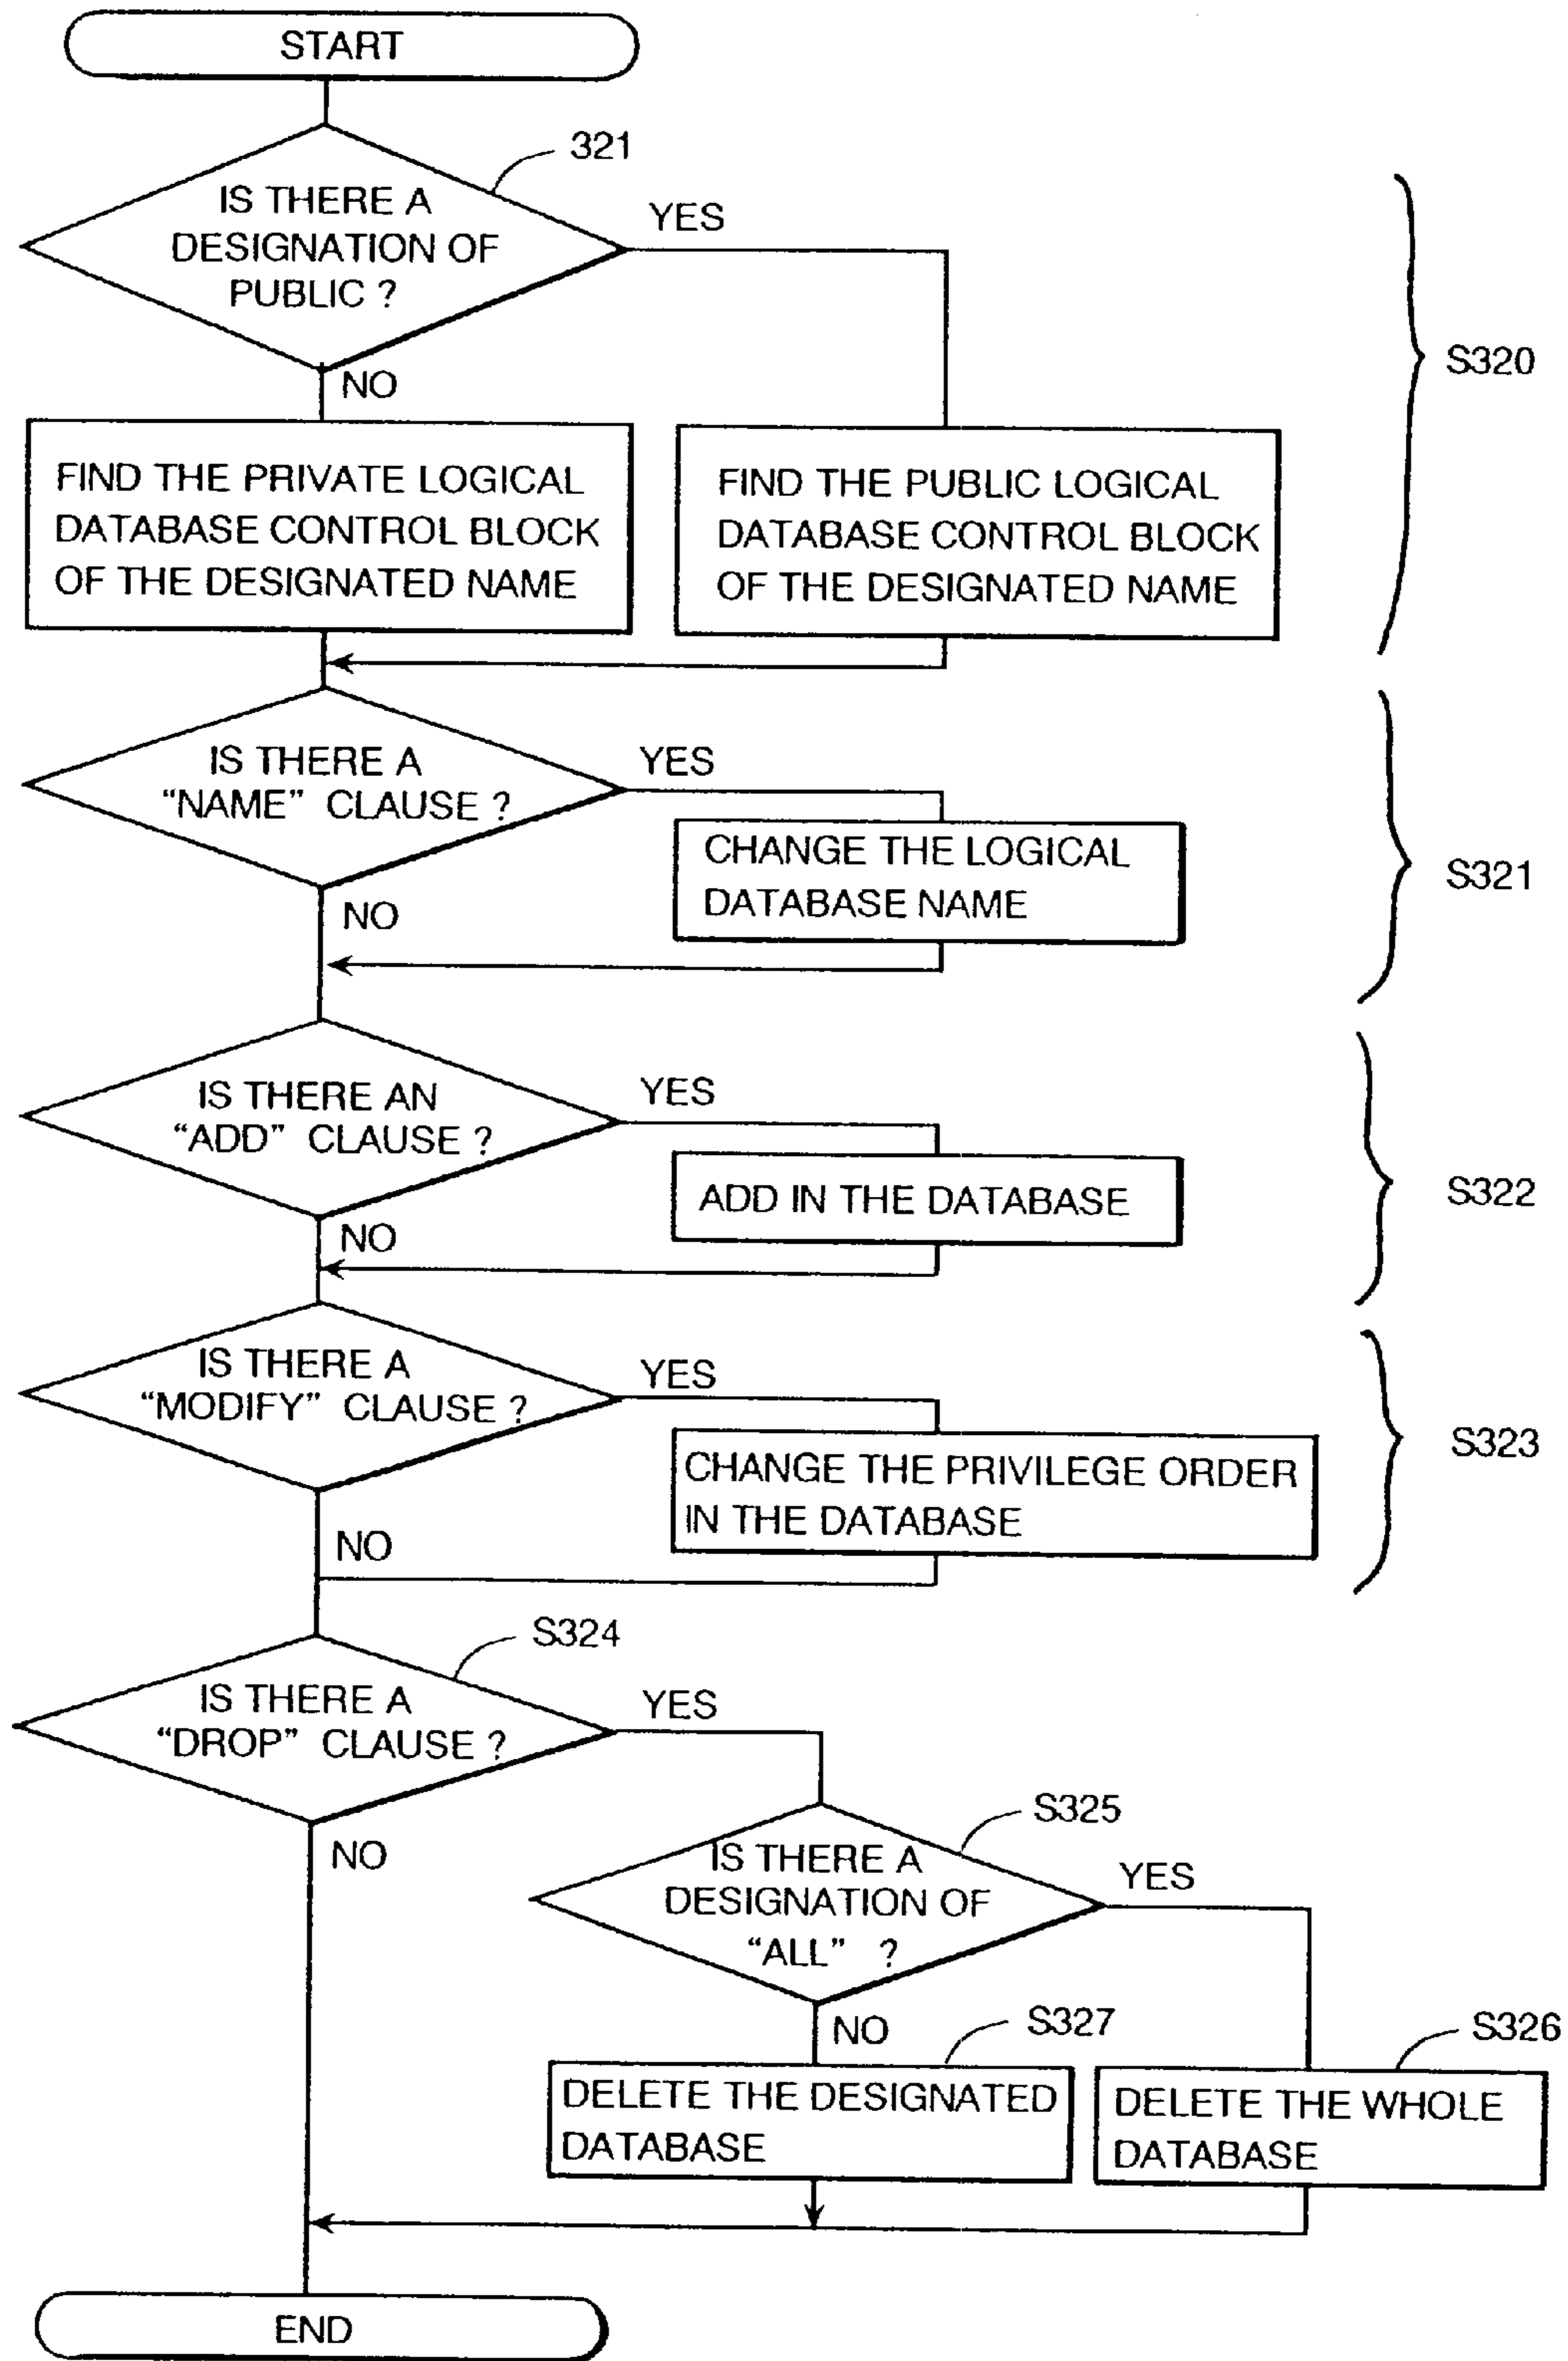 START
321
IS THERE A
DESIGNATION OF
PUBLIC ?
YES
NO
S320
FIND THE PRIVATE LOGICAL
DATABASE CONTROL BLOCK
OF THE DESIGNATED NAME
FIND THE PUBLIC LOGICAL
DATABASE CONTROL BLOCK
OF THE DESIGNATED NAME
IS THERE A
“NAME” CLAUSE ?
YES
CHANGE THE LOGICAL
DATABASE NAME
NO
S321
IS THERE AN
“ADD” CLAUSE ?
YES
ADD IN THE DATABASE
NO
S322
IS THERE A
“MODIFY” CLAUSE ?
YES
CHANGE THE PRIVILEGE ORDER
IN THE DATABASE
NO
S323
S324
IS THERE A
“DROP” CLAUSE ?
YES
NO
S325
IS THERE A
DESIGNATION OF
“ALL” ?
YES
NO
S327
S326
DELETE THE DESIGNATED
DATABASE
DELETE THE WHOLE
DATABASE
END